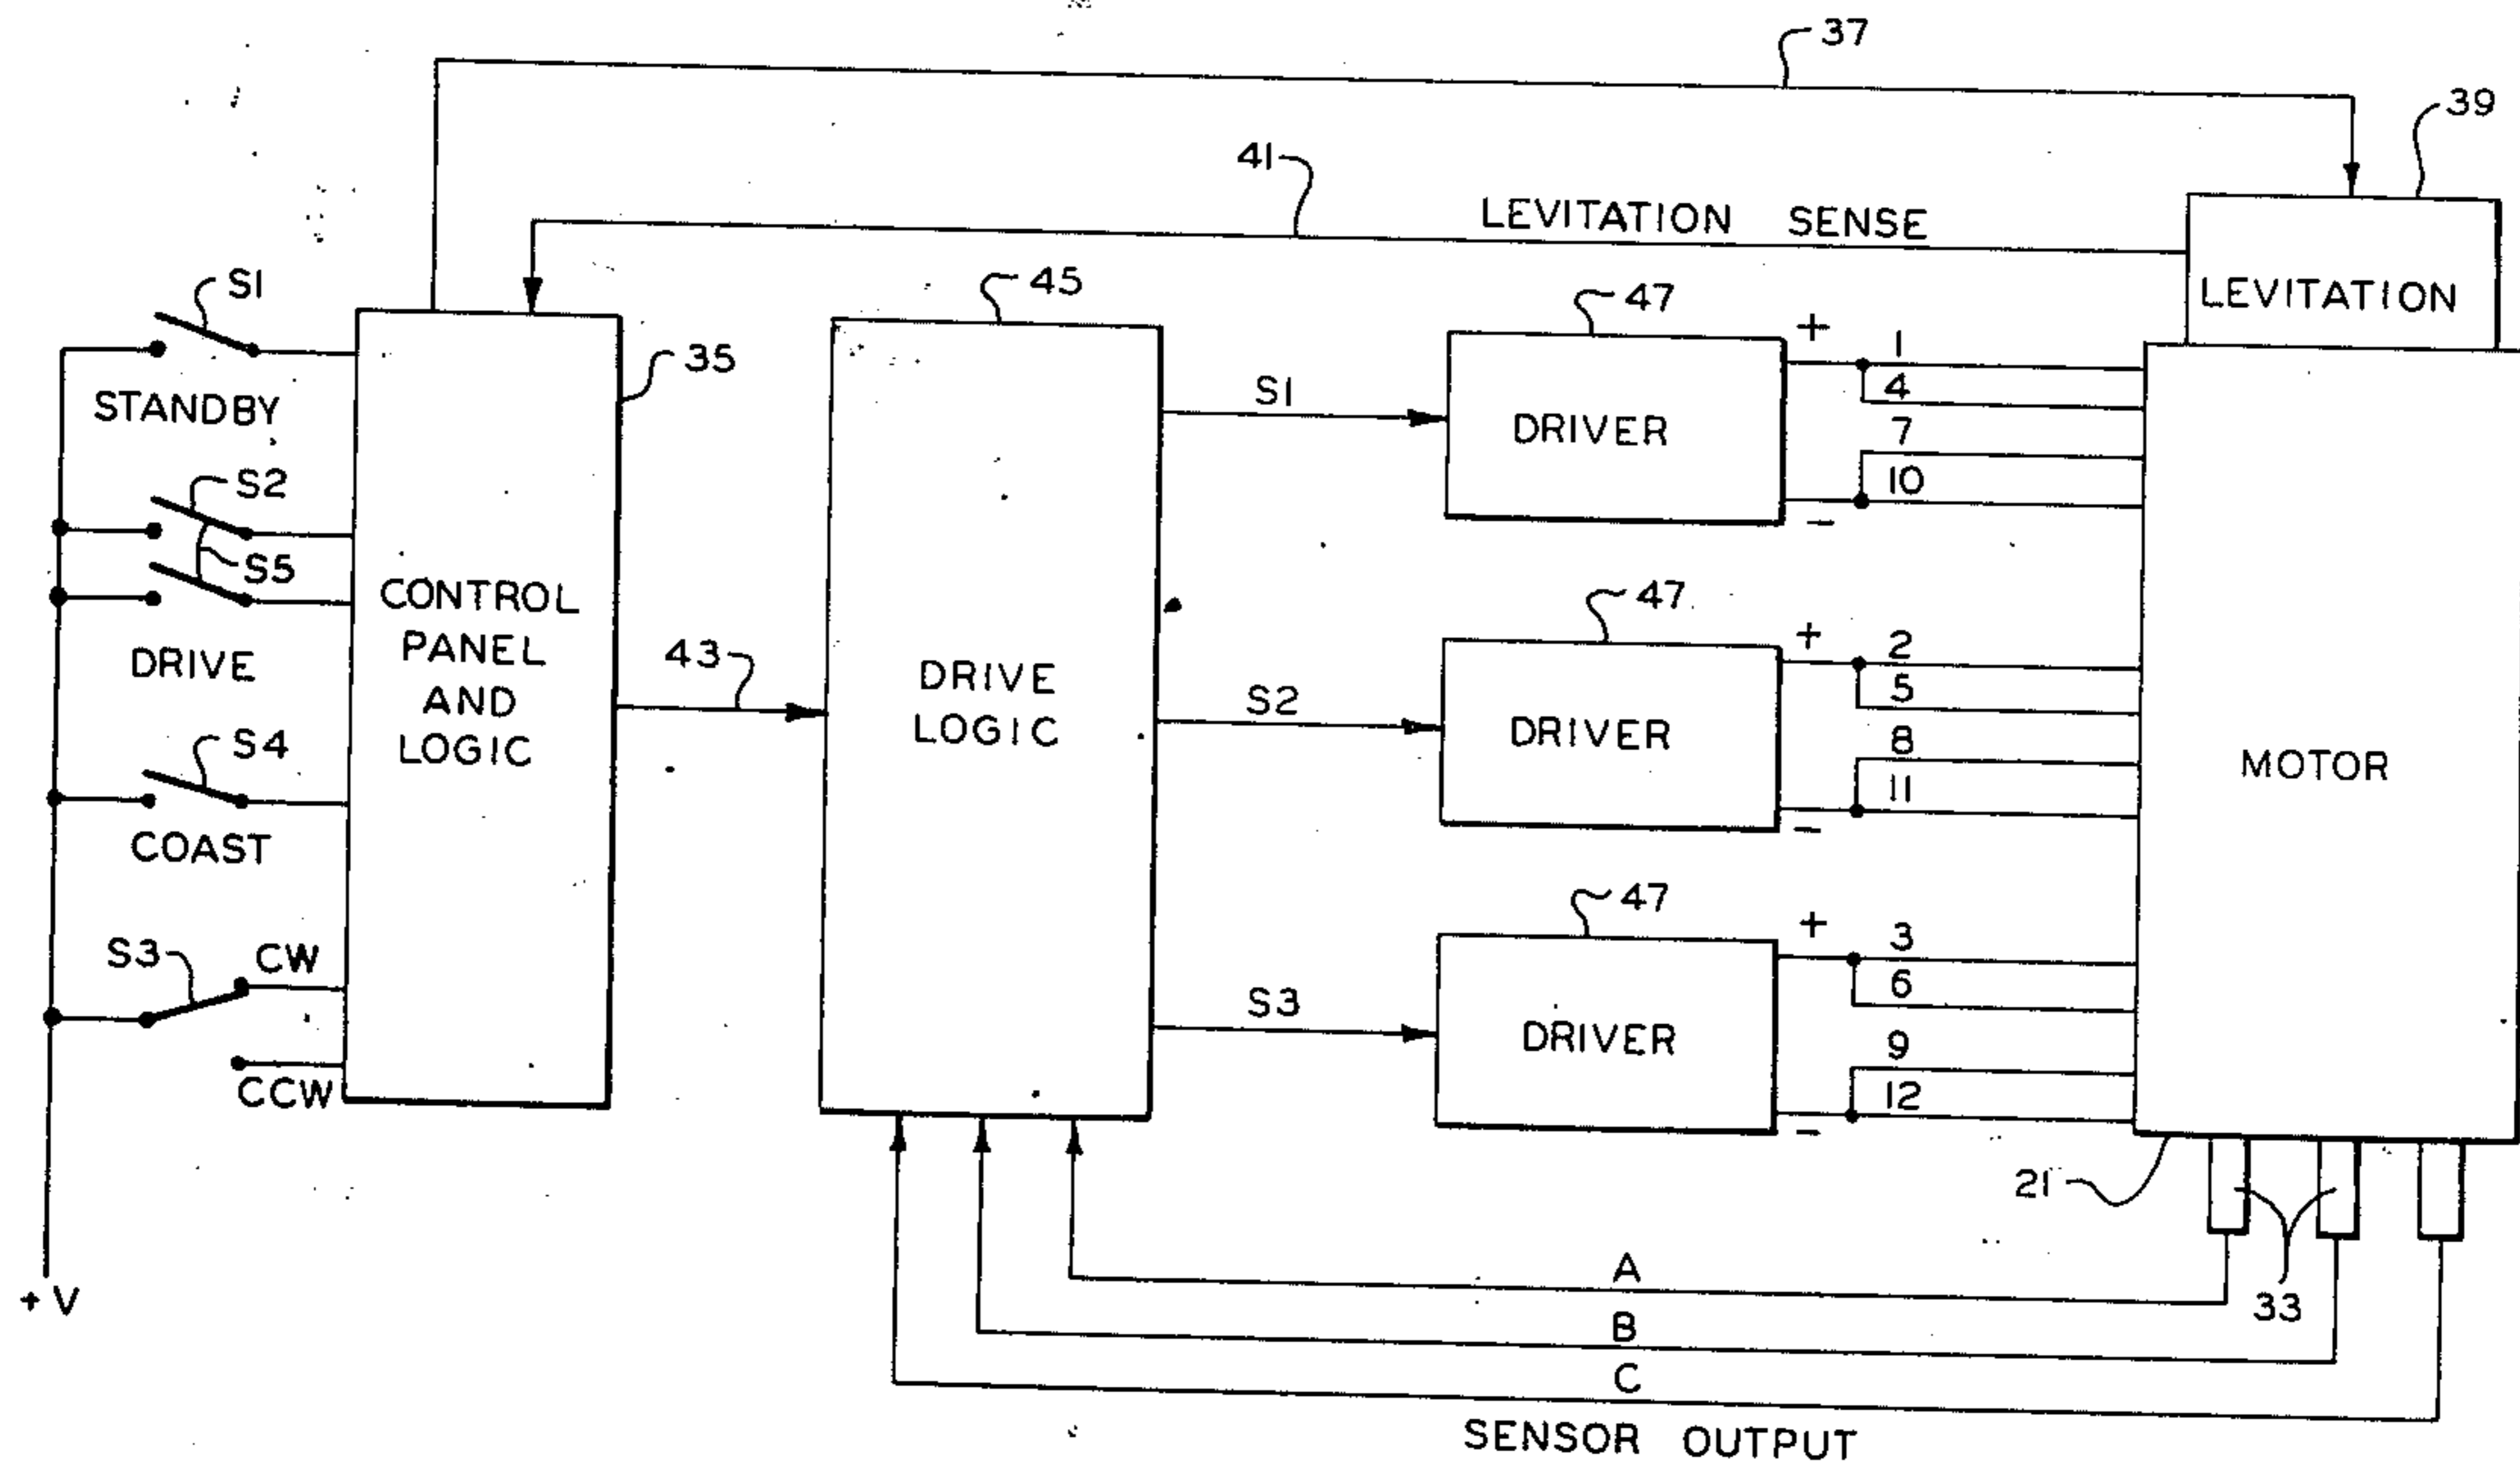 37
39
41
LEVITATION SENSE
LEVITATION
S1
STANDBY
S2
S5
DRIVE
S4
COAST
S3
CW
CCW
+ V
35
CONTROL
PANEL
AND
LOGIC
43
45
DRIVE
LOGIC
S1
S2
S3
47
DRIVER
+
1
4
7
10
−
47
DRIVER
+
2
5
8
11
−
47
DRIVER
+
3
6
9
12
−
MOTOR
21
33
A
B
C
SENSOR OUTPUT